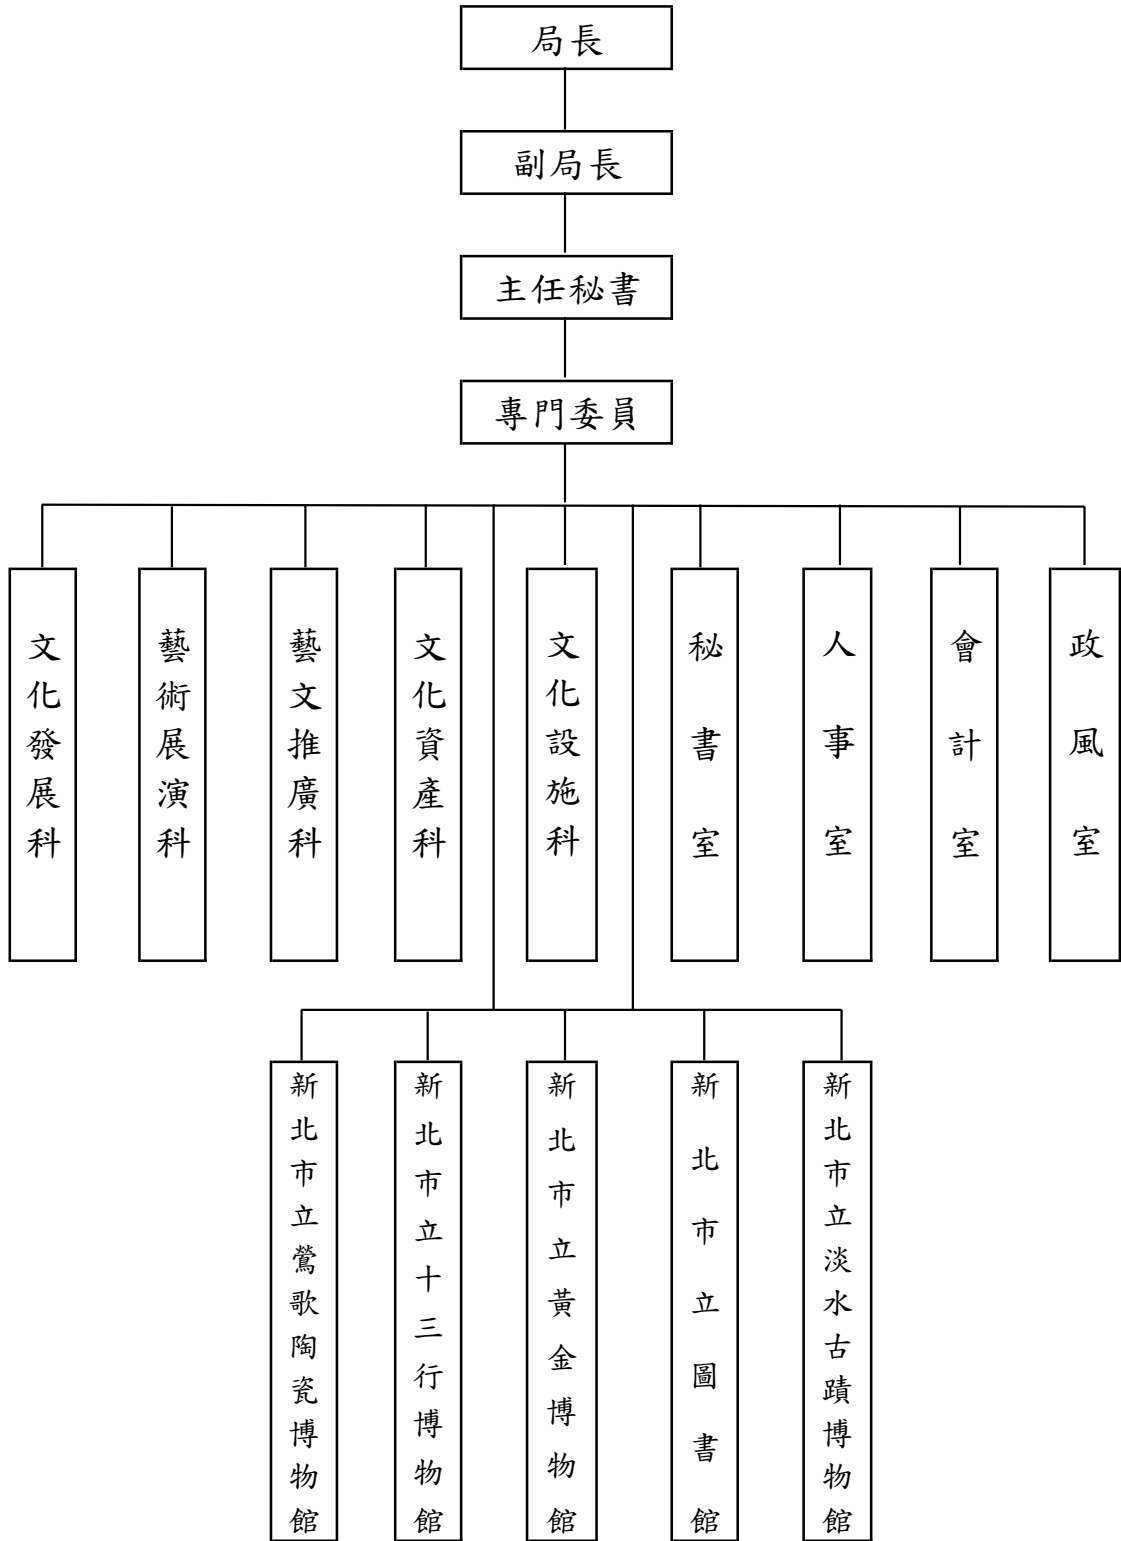 局長
副局長
主任秘書
專門委員
文化發展科
藝術展演科
藝文推廣科
文化資產科
文化設施科
秘書室
人事室
會計室
政風室
新北市立鶯歌陶瓷博物館
新北市立十三行博物館
新北市立黃金博物館
新北市立圖書館
新北市立淡水古蹟博物館